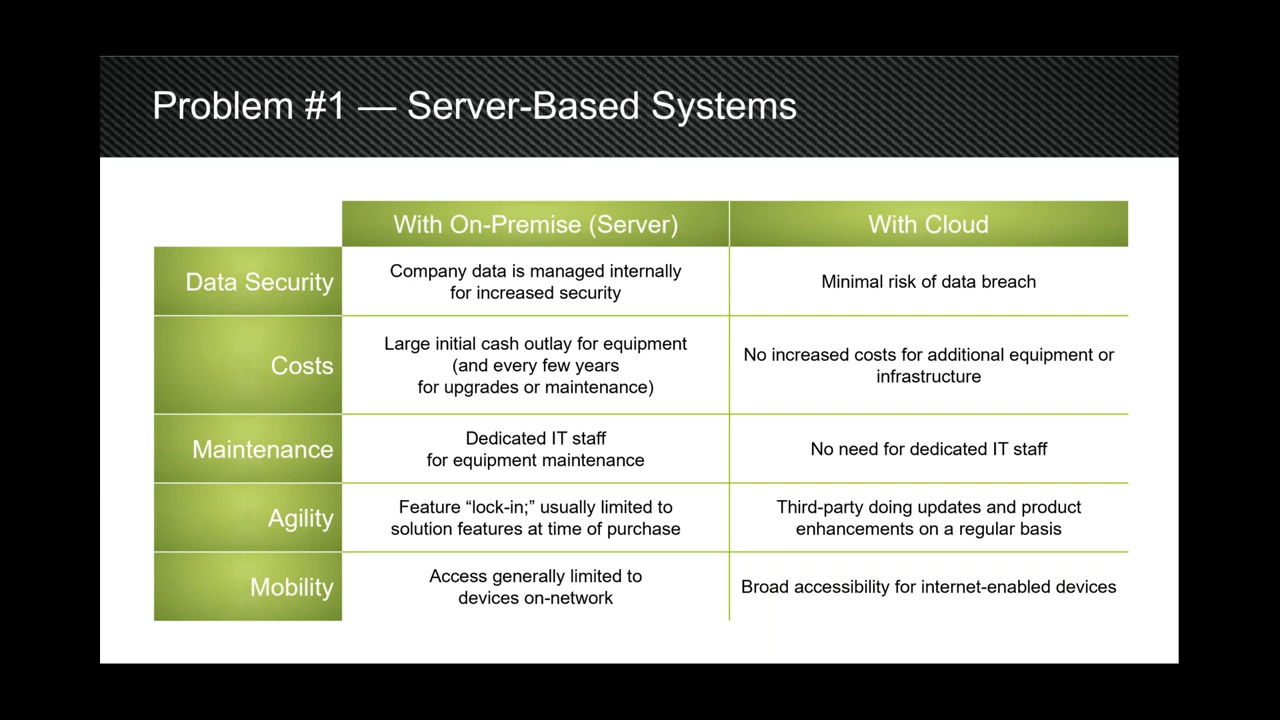 Problem #1 — Server-Based Systems
With On-Premise (Server)
With Cloud
Data Security
Company data is managed internally
for increased security
Minimal risk of data breach
Costs
Large initial cash outlay for equipment
(and every few years
for upgrades or maintenance)
No increased costs for additional equipment or
infrastructure
Maintenance
Dedicated IT staff
for equipment maintenance
No need for dedicated IT staff
Agility
Feature “lock-in;” usually limited to
solution features at time of purchase
Third-party doing updates and product
enhancements on a regular basis
Mobility
Access generally limited to
devices on-network
Broad accessibility for internet-enabled devices